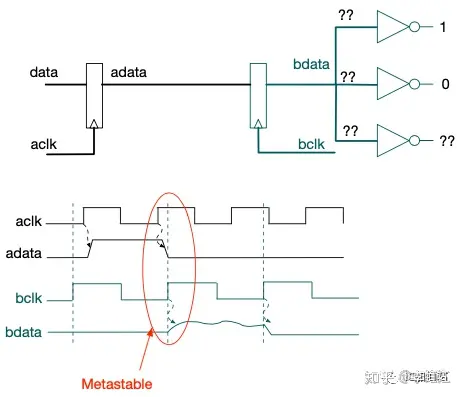 ??
1
data
adata
bdata
??
0
aclk
bclk
??
??
aclk
adata
bclk
bdata
Metastable
知乎